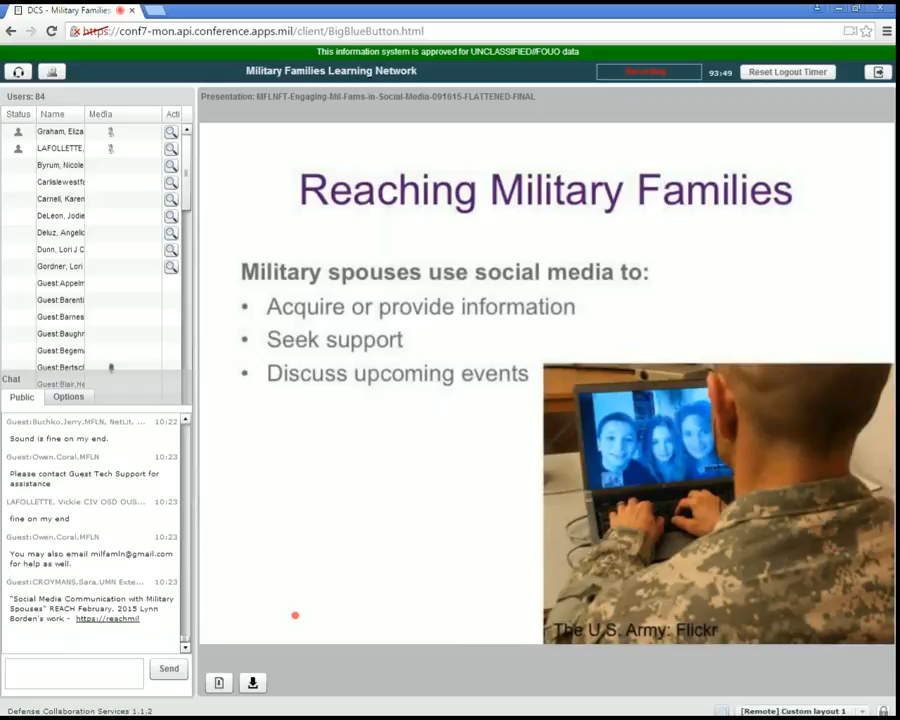 DCS - Military Families
https://conf7-mon.api.conference.apps.mil/client/BigBlueButton.html
This information system is approved for UNCLASSIFIED//FOUO data
Military Families Learning Network
Recording
93:49
Reset Logout Timer
Users: 84
Status Name Media Acti
Graham, Eliza
LAFOLLETTE,
Byrum, Nicole
Carlislewestfa
Carnell, Karen
DeLeon, Jodie
Deluz, Angelic
Dunn, Lori J C
Gordner, Lori
Guest:Appelm
Guest:Barenti
Guest:Barnes
Guest:Baughn
Guest:Begem
Guest:Bertsc
Guest:Blair,He
Chat
Public Options
Guest:Buchko.Jerry.MFLN, NetLit, ... 10:22
Sound is fine on my end.
Guest:Owen.Coral.MFLN 10:23
Please contact Guest Tech Support for
assistance
LAFOLLETTE. Vickie CIV OSD OUS... 10:23
fine on my end
Guest:Owen.Coral.MFLN 10:23
You may also email milfamln@gmail.com
for help as well.
Guest:CROYMANS.Sara.UMN Exte... 10:23
"Social Media Communication with Military
Spouses" REACH February, 2015 Lynn
Borden's work - https://reachmil
Send
Defense Collaboration Services 1.1.2
Presentation: MFLNFT-Engaging-Mil-Fams-in-Social-Media-091615-FLATTENED-FINAL
Reaching Military Families
Military spouses use social media to:
• Acquire or provide information
• Seek support
• Discuss upcoming events
The U.S. Army: Flickr
[Remote] Custom layout 1